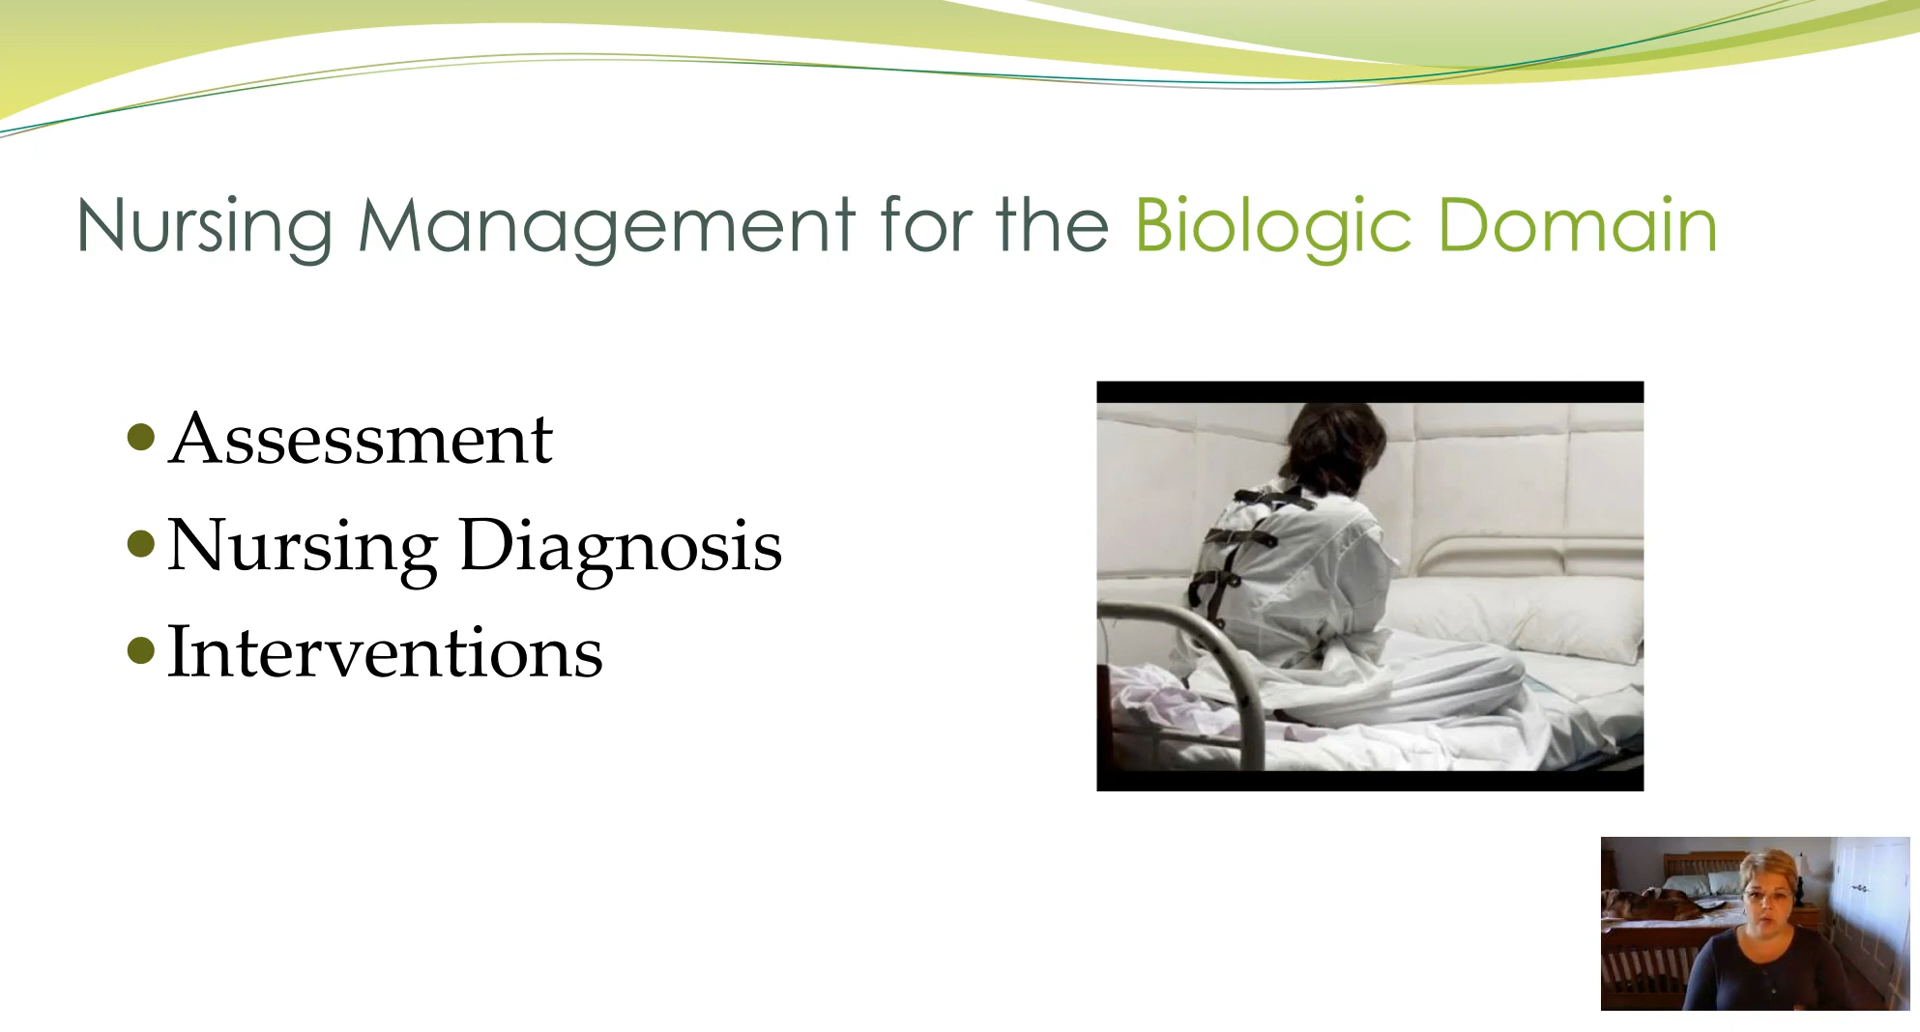 Nursing Management for the Biologic Domain
Assessment
Nursing Diagnosis
Interventions